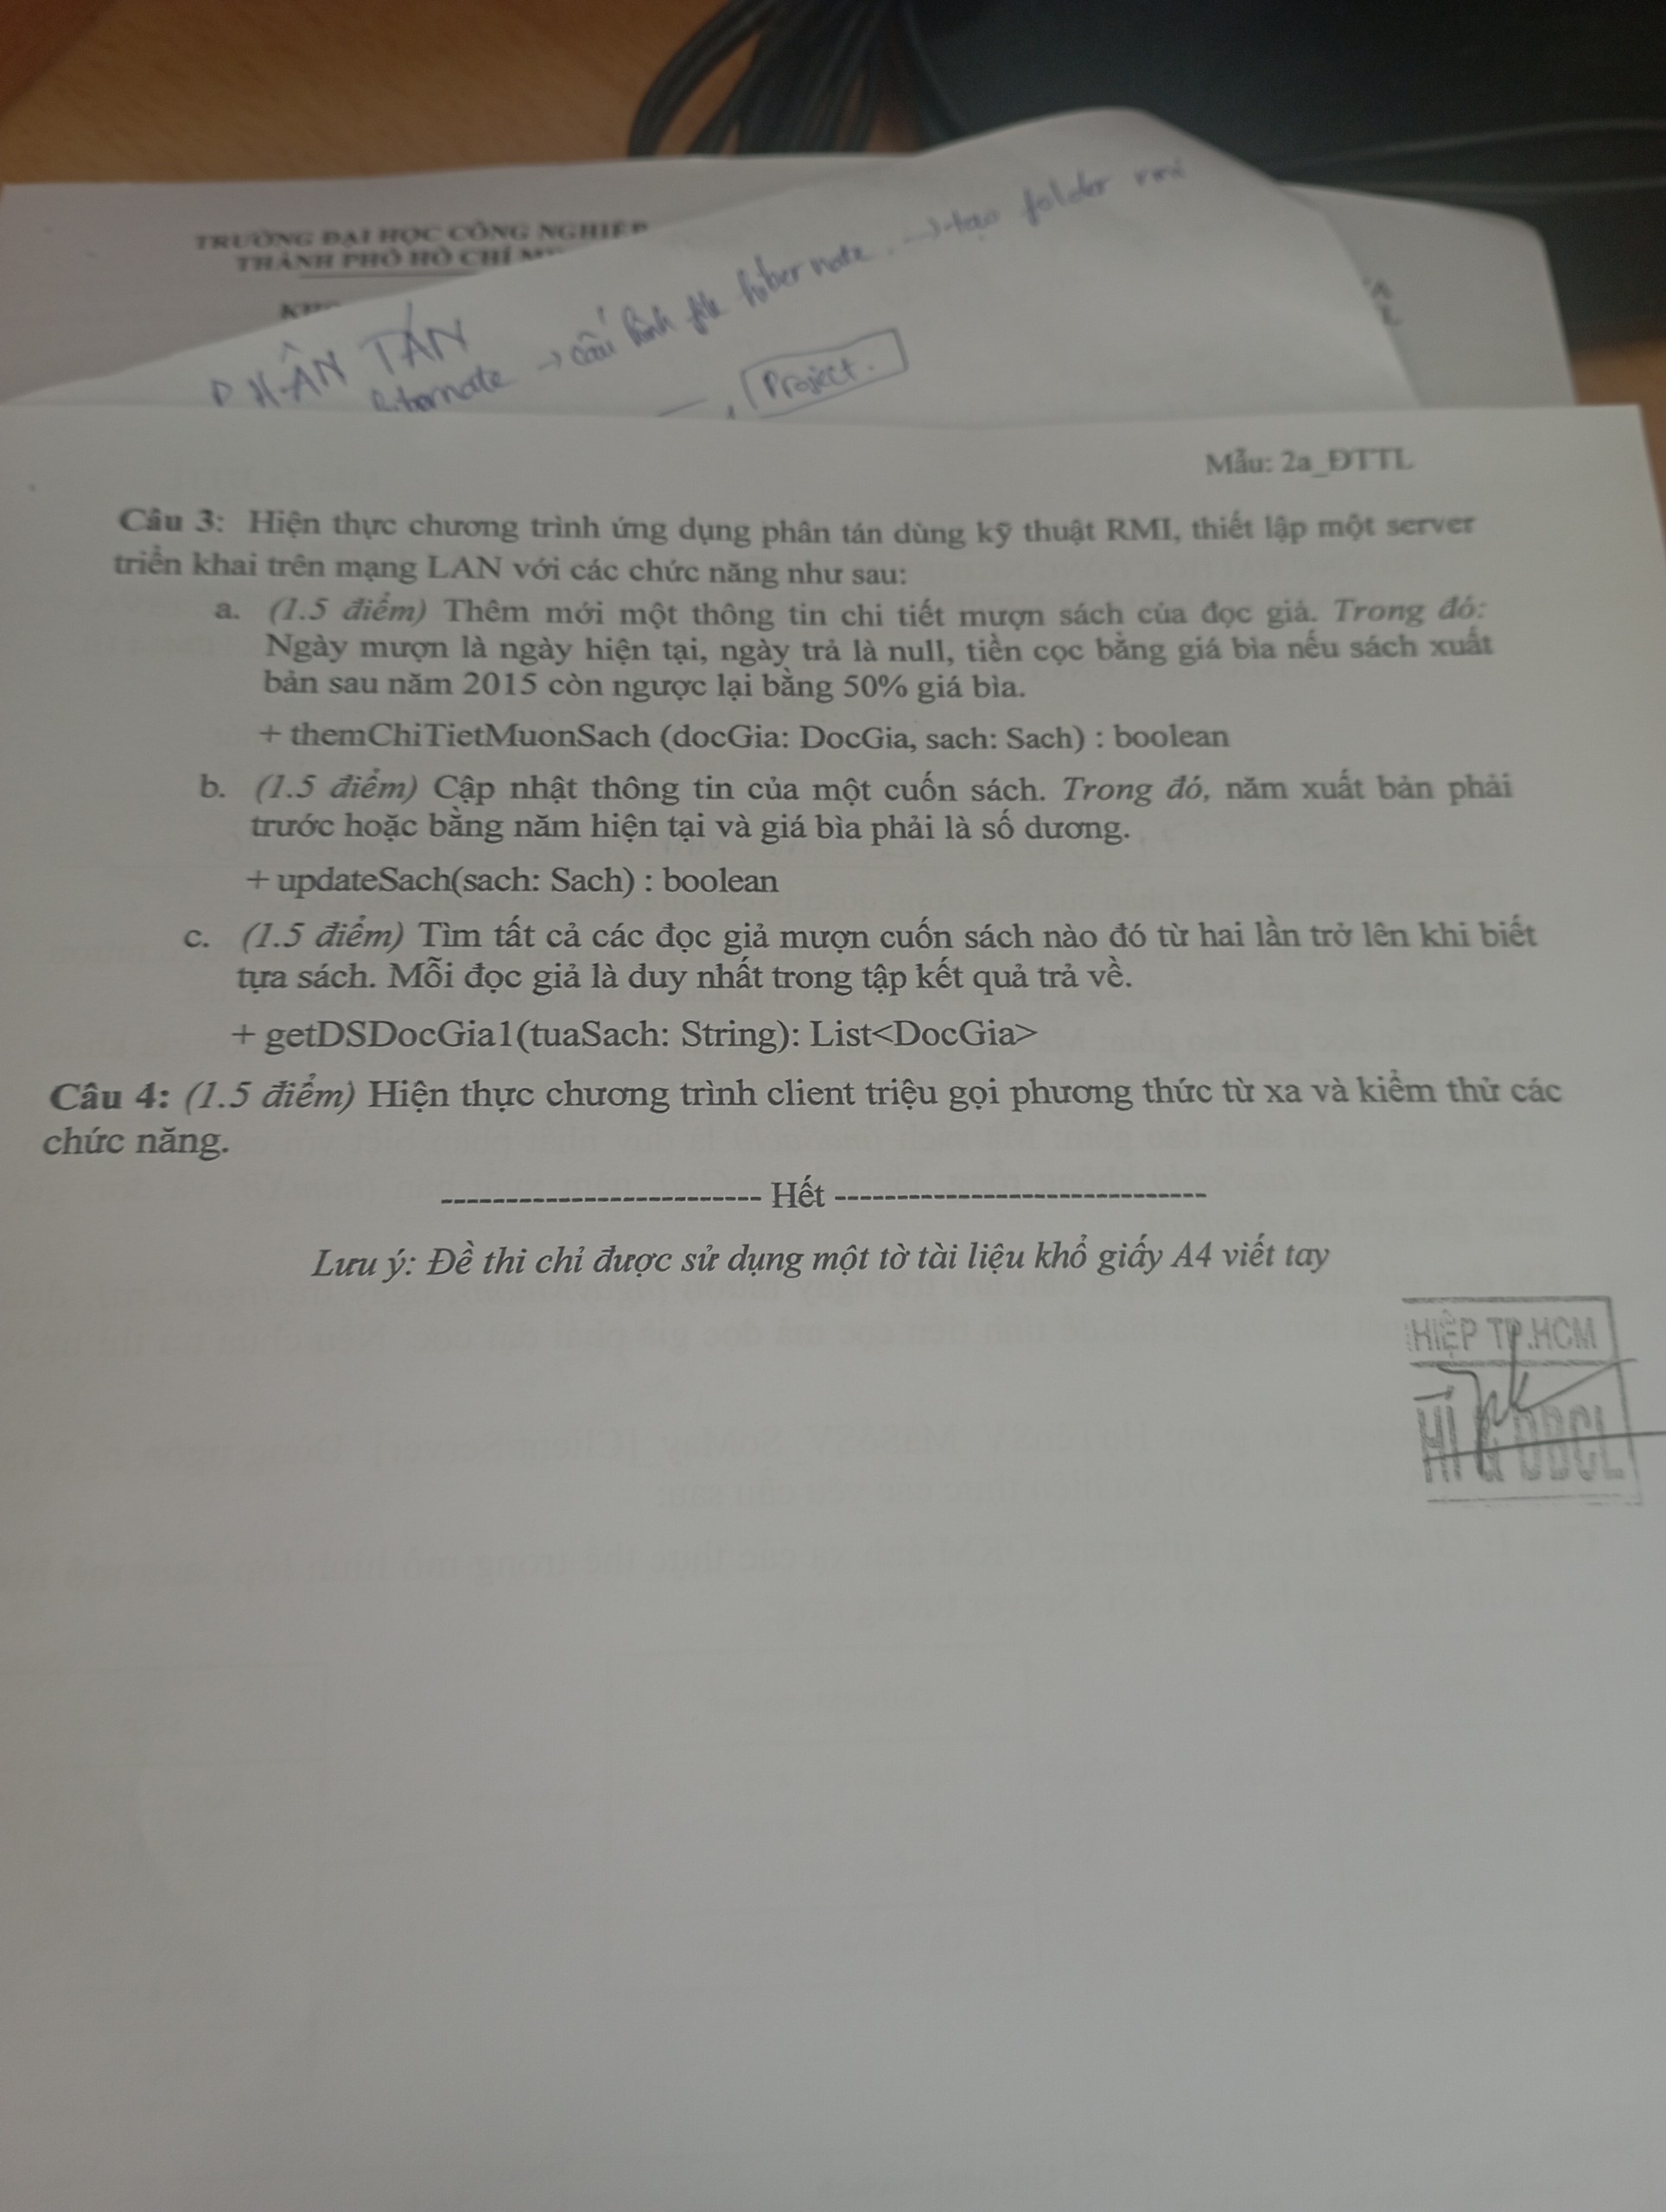 TRƯỜNG ĐẠI HỌC CÔNG NGHIỆP
THÀNH PHỐ HỒ CHÍ
PHÂN TÁN
→ cấu hình file hibernate. → tạo folder rmi
Project.
Mẫu: 2a_ĐTTL
Câu 3: Hiện thực chương trình ứng dụng phân tán dùng kỹ thuật RMI, thiết lập một server
triển khai trên mạng LAN với các chức năng như sau:
a. (1.5 điểm) Thêm mới một thông tin chi tiết mượn sách của đọc giả. Trong đó:
Ngày mượn là ngày hiện tại, ngày trả là null, tiền cọc bằng giá bìa nếu sách xuất
bản sau năm 2015 còn ngược lại bằng 50% giá bìa.
+ themChiTietMuonSach (docGia: DocGia, sach: Sach) : boolean
b. (1.5 điểm) Cập nhật thông tin của một cuốn sách. Trong đó, năm xuất bản phải
trước hoặc bằng năm hiện tại và giá bìa phải là số dương.
+ updateSach(sach: Sach) : boolean
c. (1.5 điểm) Tìm tất cả các đọc giả mượn cuốn sách nào đó từ hai lần trở lên khi biết
tựa sách. Mỗi đọc giả là duy nhất trong tập kết quả trả về.
+ getDSDocGia1(tuaSach: String): List<DocGia>
Câu 4: (1.5 điểm) Hiện thực chương trình client triệu gọi phương thức từ xa và kiểm thử các
chức năng.
------------------------- Hết -----------------------------
Lưu ý: Đề thi chỉ được sử dụng một tờ tài liệu khổ giấy A4 viết tay
HIỆP TP.HCM
HÍ & ĐBCL